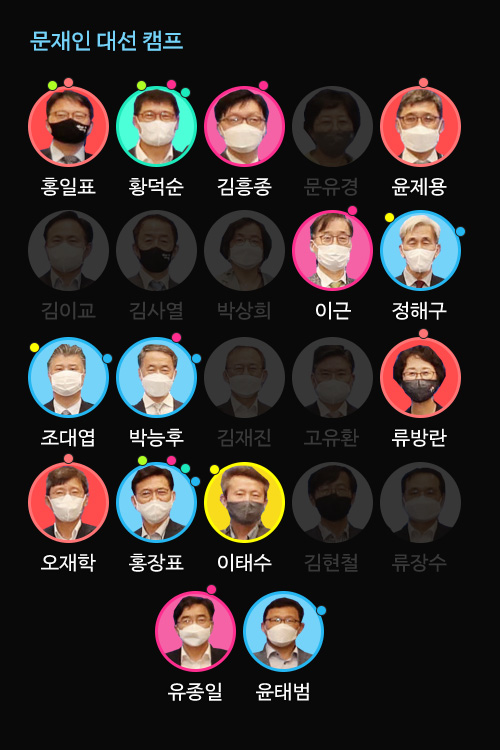 문재인 대선 캠프
홍일표 황덕순 김흥종 문유경 윤제용
김이교 김사열 박상희 이근 정해구
조대엽 박능후 김재진 고유환 류방란
오재학 홍장표 이태수 김현철 류장수
유종일 윤태범